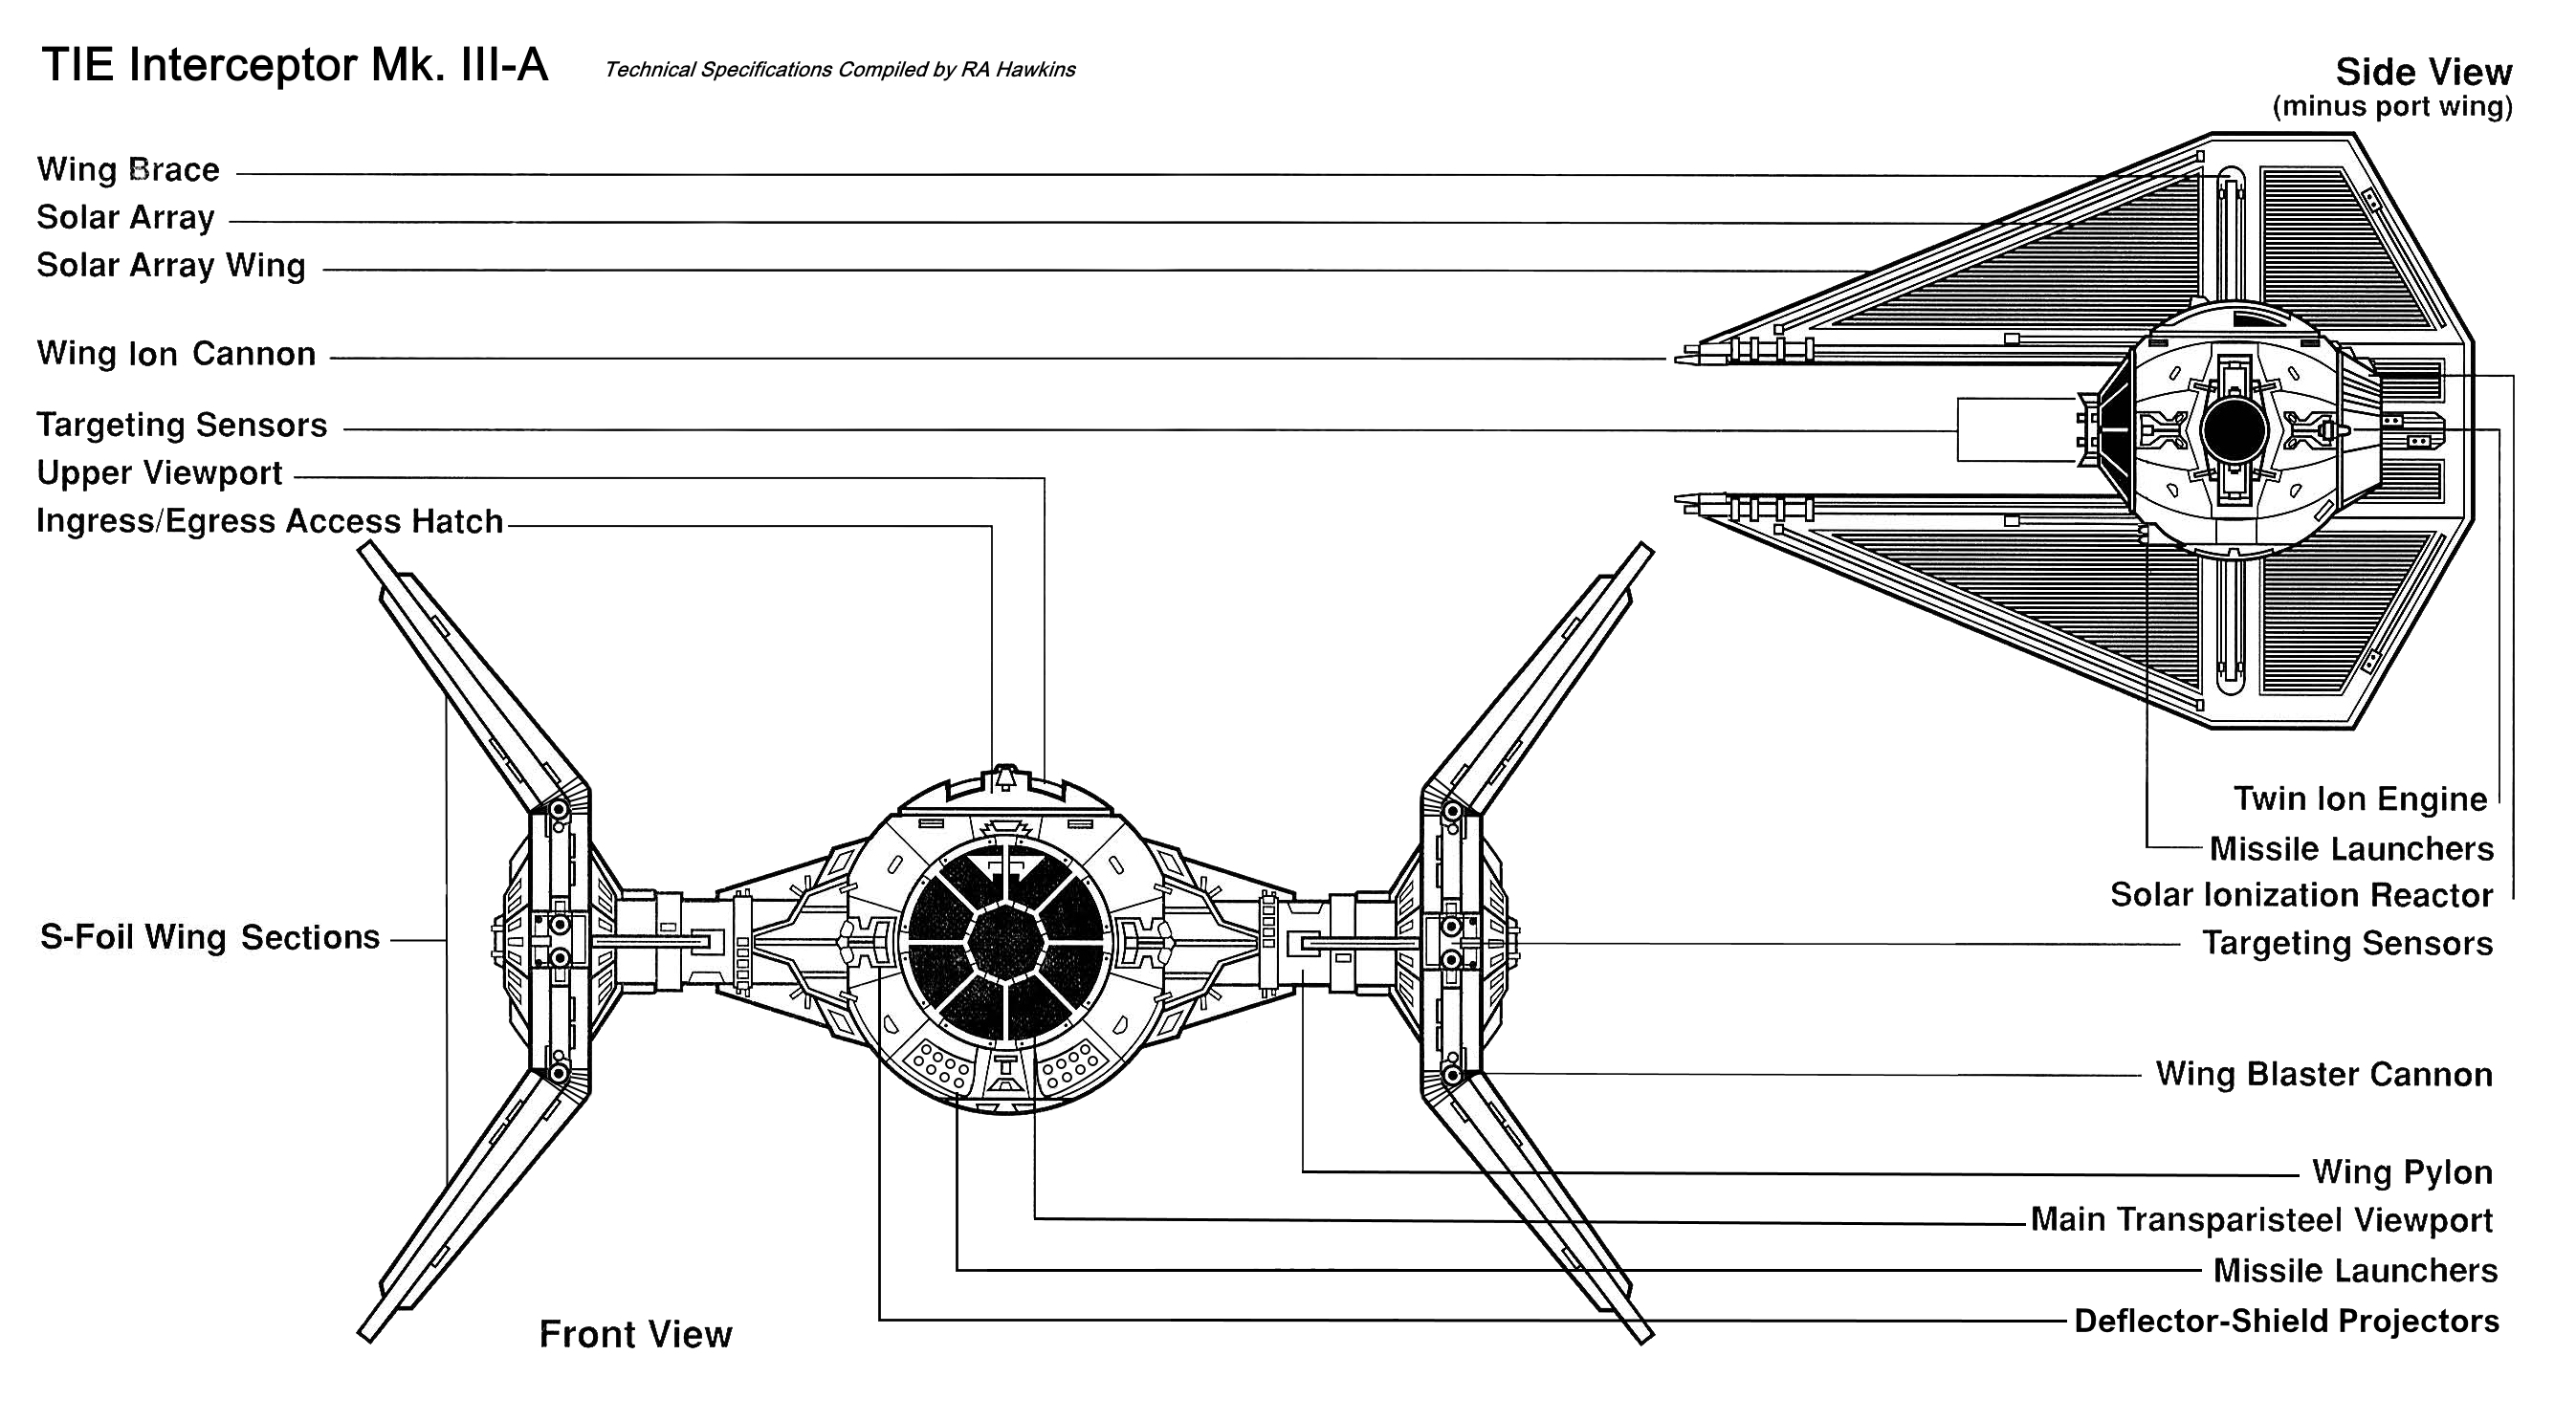 TIE Interceptor Mk. III-A
Technical Specifications Compiled by RA Hawkins
Side View
(minus port wing)
Wing Brace
Solar Array
Solar Array Wing
Wing Ion Cannon
Targeting Sensors
Upper Viewport
Ingress/Egress Access Hatch
S-Foil Wing Sections
Front View
Twin Ion Engine
Missile Launchers
Solar Ionization Reactor
Targeting Sensors
Wing Blaster Cannon
Wing Pylon
Main Transparisteel Viewport
Missile Launchers
Deflector-Shield Projectors